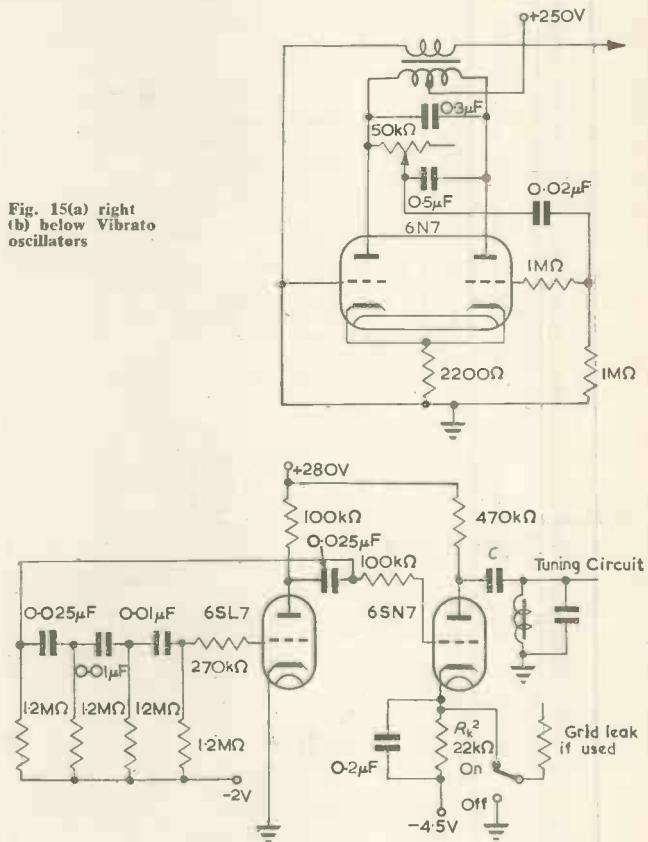 +250V
0·3μF
50kΩ
0·5μF
0·02μF
Fig. 15(a) right
(b) below Vibrato
oscillators
6N7
1MΩ
2200Ω
1MΩ
+280V
100kΩ
470kΩ
0·025μF
100kΩ
C
Tuning Circuit
0·025μF
0·01μF
6SL7
6SN7
0·01μF
270kΩ
1·2MΩ
1·2MΩ
1·2MΩ
1·2MΩ
0·2μF
Rk2
22kΩ
On
Grid leak
if used
-2V
Off
-4·5V